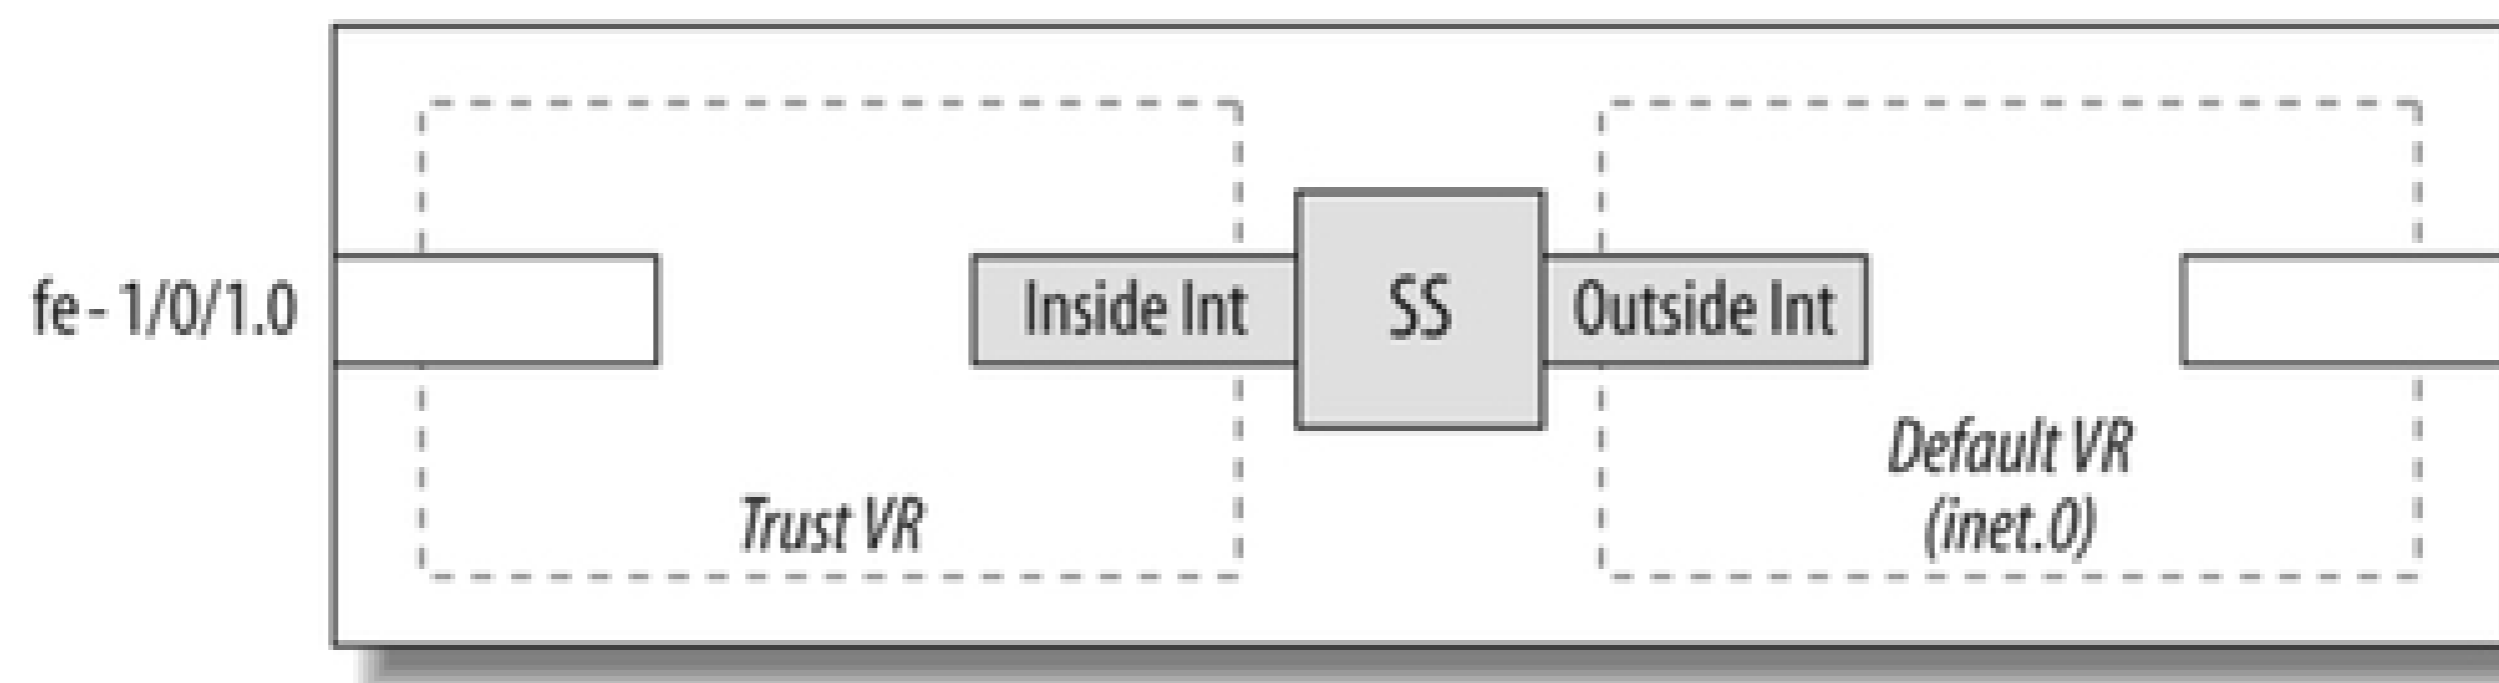 fe - 1/0/1.0
Inside Int
SS
Outside Int
Trust VR
Default VR
(inet.0)